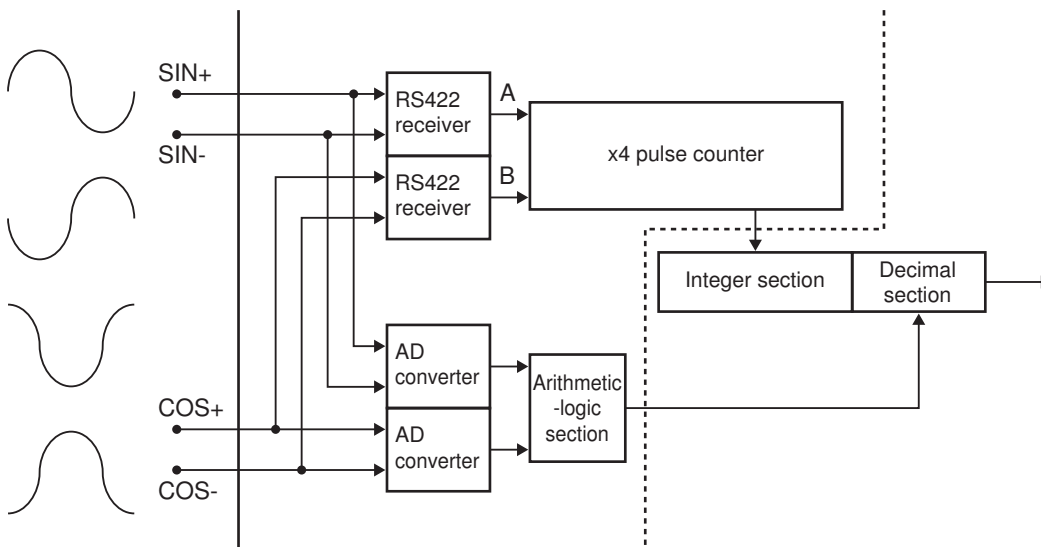 SIN+
SIN-
RS422
receiver
A
RS422
receiver
B
x4 pulse counter
Integer section
Decimal
section
AD
converter
Arithmetic
-logic
section
COS+
AD
converter
COS-